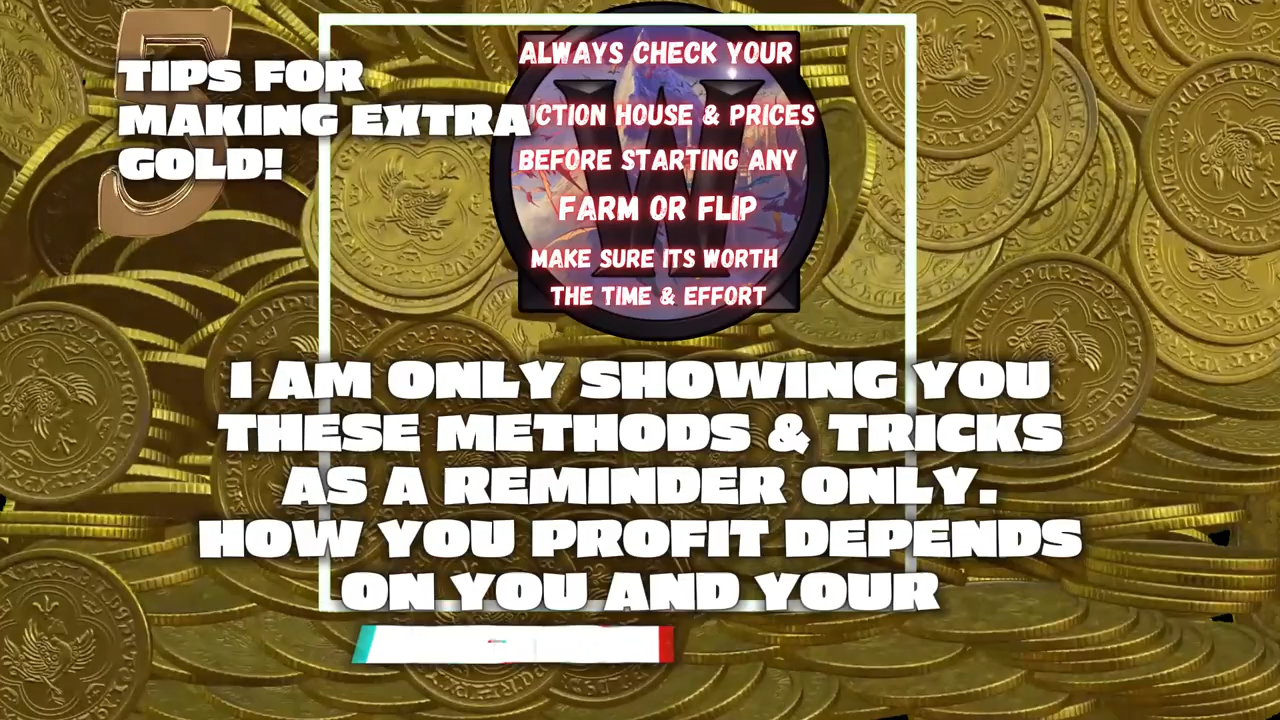 5
TIPS FOR
MAKING EXTRA
GOLD!
ALWAYS CHECK YOUR
HOUSE & PRICES
BEFORE STARTING ANY
FARM OR FLIP
MAKE SURE ITS WORTH
THE TIME & EFFORT
I AM ONLY SHOWING YOU
THESE METHODS & TRICKS
AS A REMINDER ONLY.
HOW YOU PROFIT DEPENDS
ON YOU AND YOUR